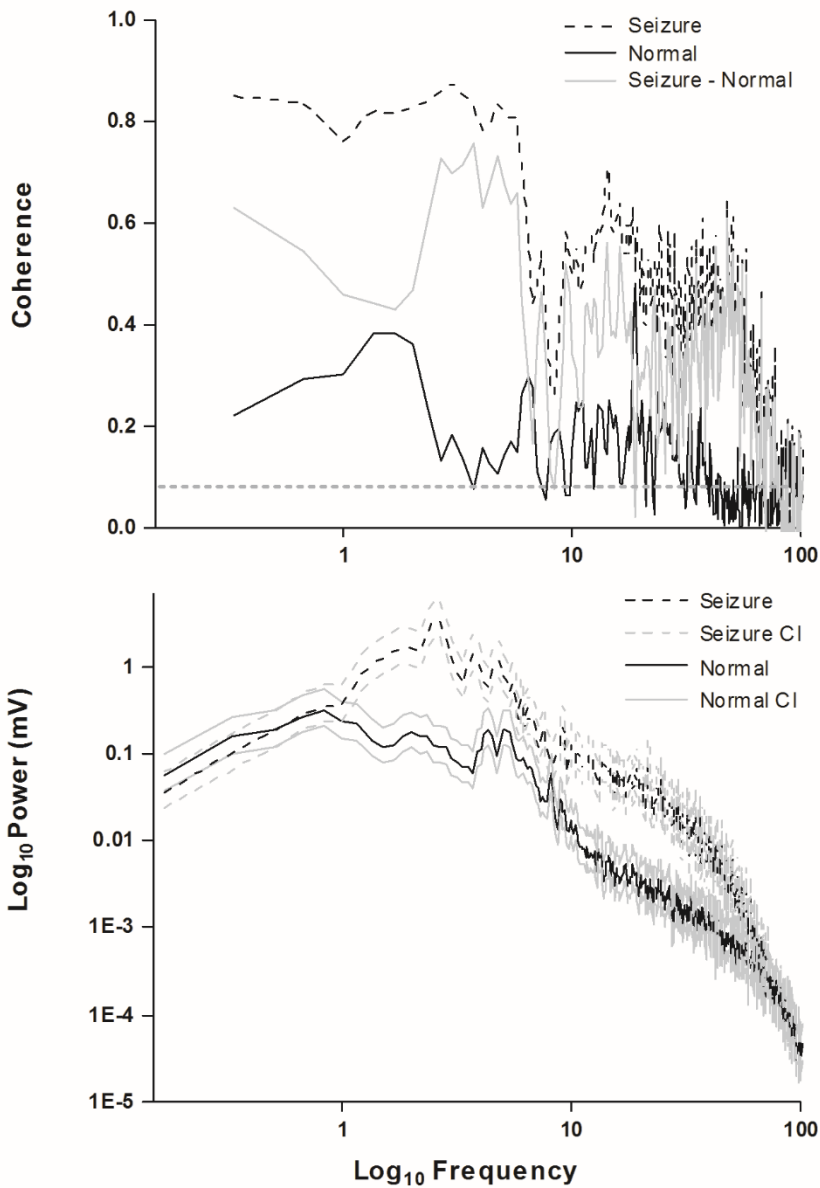 1.0
0.8
0.6
0.4
0.2
0.0
Coherence
Seizure
Normal
Seizure - Normal
1 10 100
1
0.1
0.01
1E-3
1E-4
1E-5
Log10 Power (mV)
Seizure
Seizure CI
Normal
Normal CI
1 10 100
Log10 Frequency